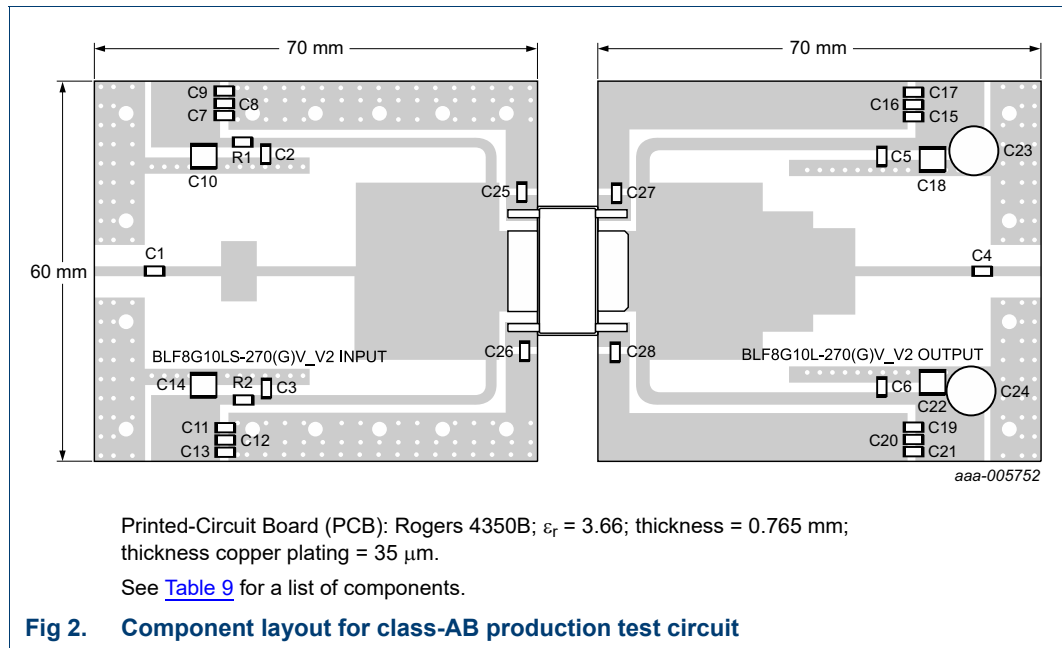 70 mm
70 mm
60 mm
C9
C8
C7
R1
C2
C10
C25
C1
C26
BLF8G10LS-270(G)V_V2 INPUT
C14
R2
C3
C11
C12
C13
C17
C16
C15
C5
C23
C18
C27
C4
C28
BLF8G10L-270(G)V_V2 OUTPUT
C6
C24
C22
C19
C20
C21
aaa-005752
Printed-Circuit Board (PCB): Rogers 4350B; εr = 3.66; thickness = 0.765 mm;
thickness copper plating = 35 μm.
See Table 9 for a list of components.
Fig 2. Component layout for class-AB production test circuit